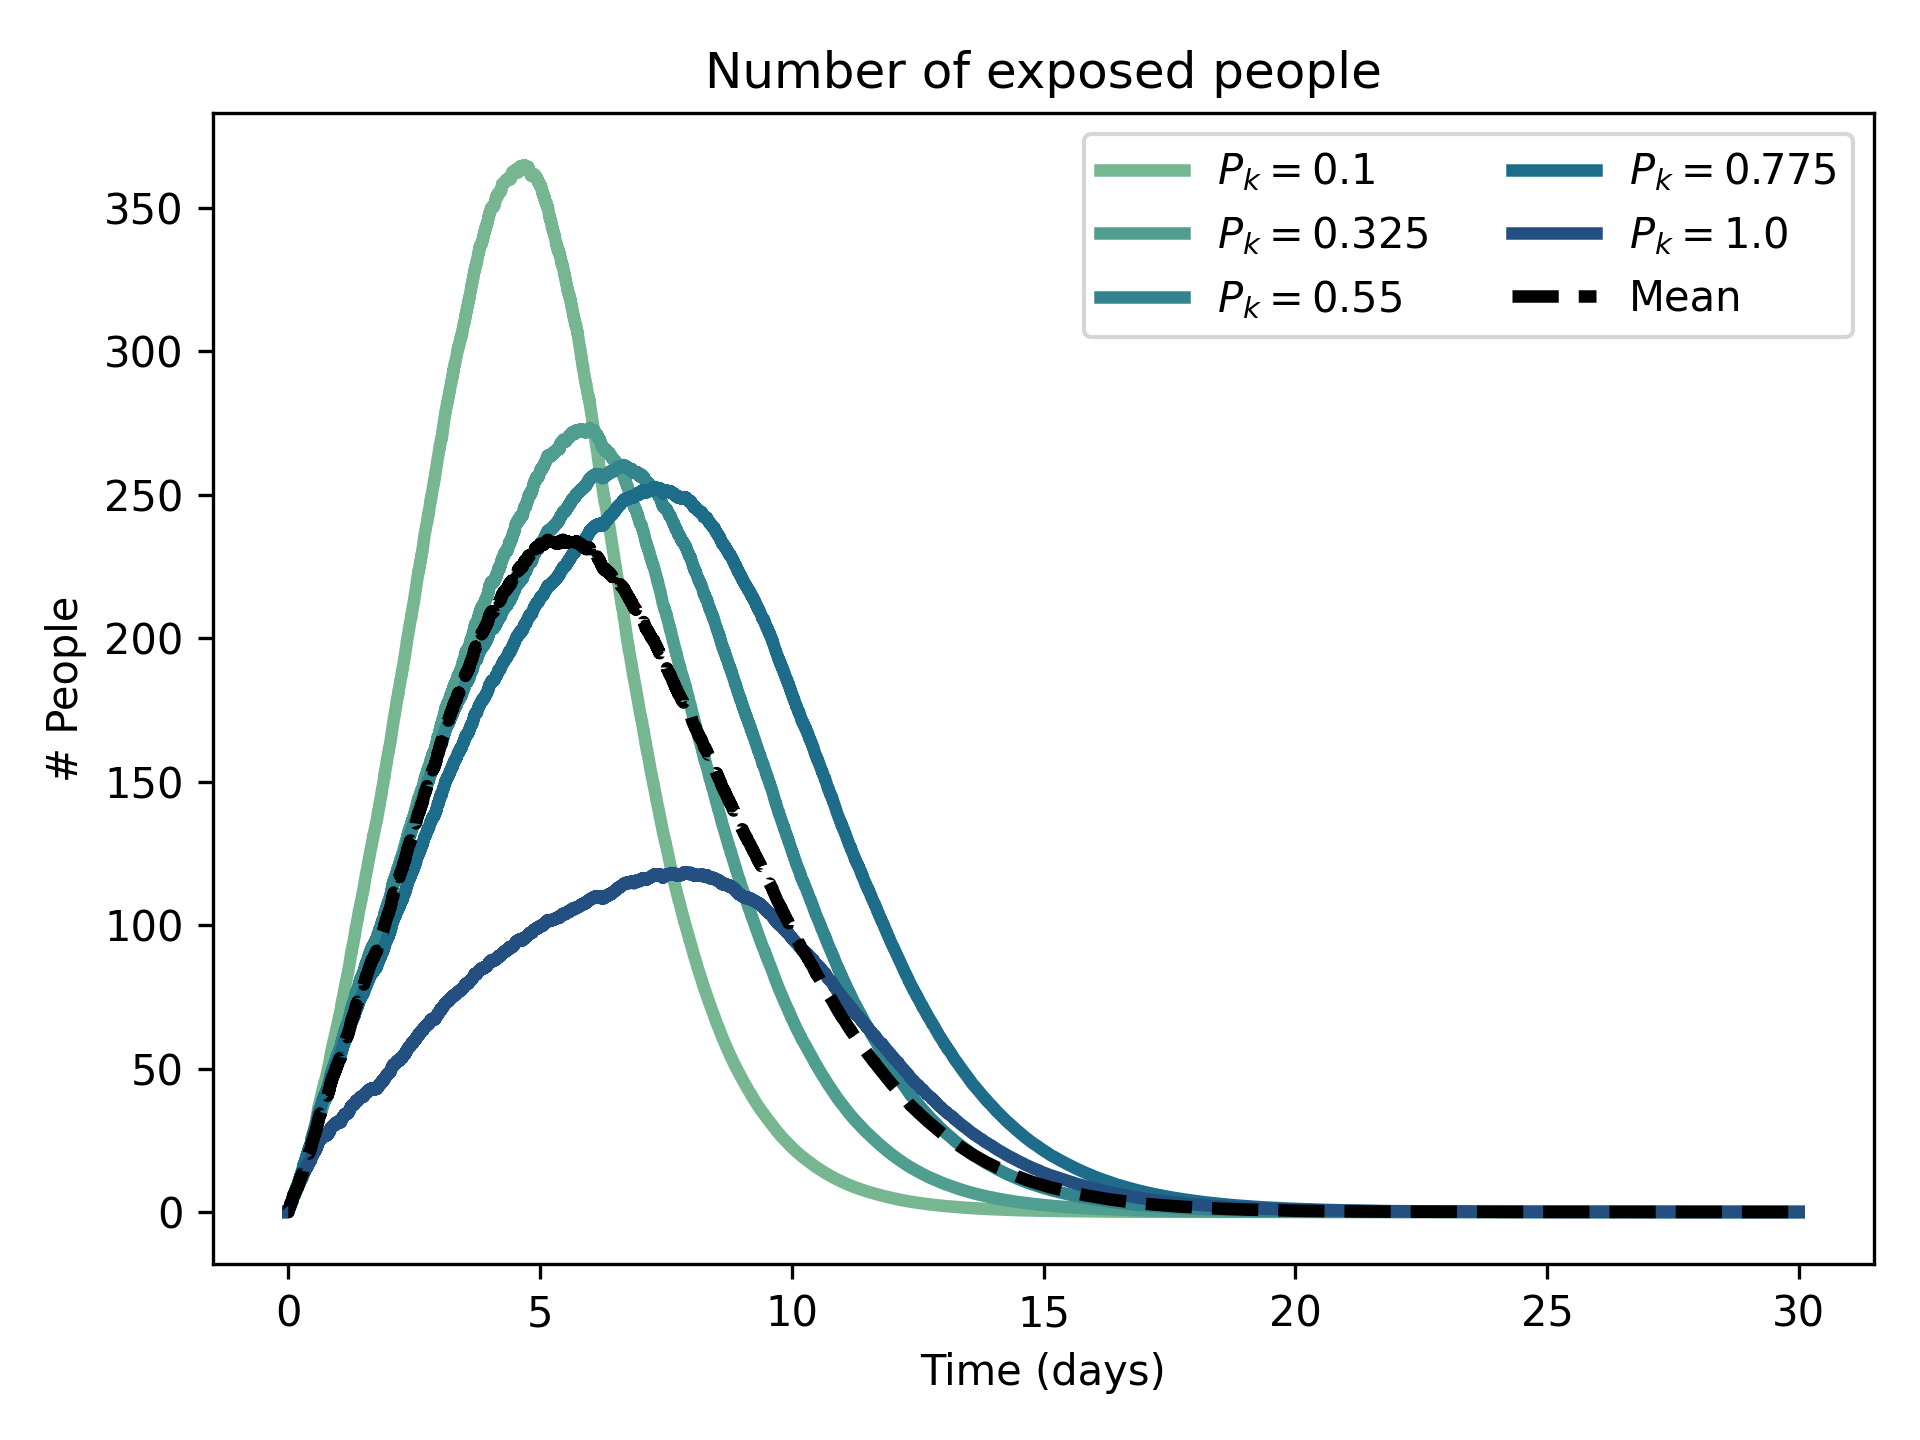 Number of exposed people
P_k = 0.1
P_k = 0.325
P_k = 0.55
P_k = 0.775
P_k = 1.0
Mean
# People
350
300
250
200
150
100
50
0
0 5 10 15 20 25 30
Time (days)